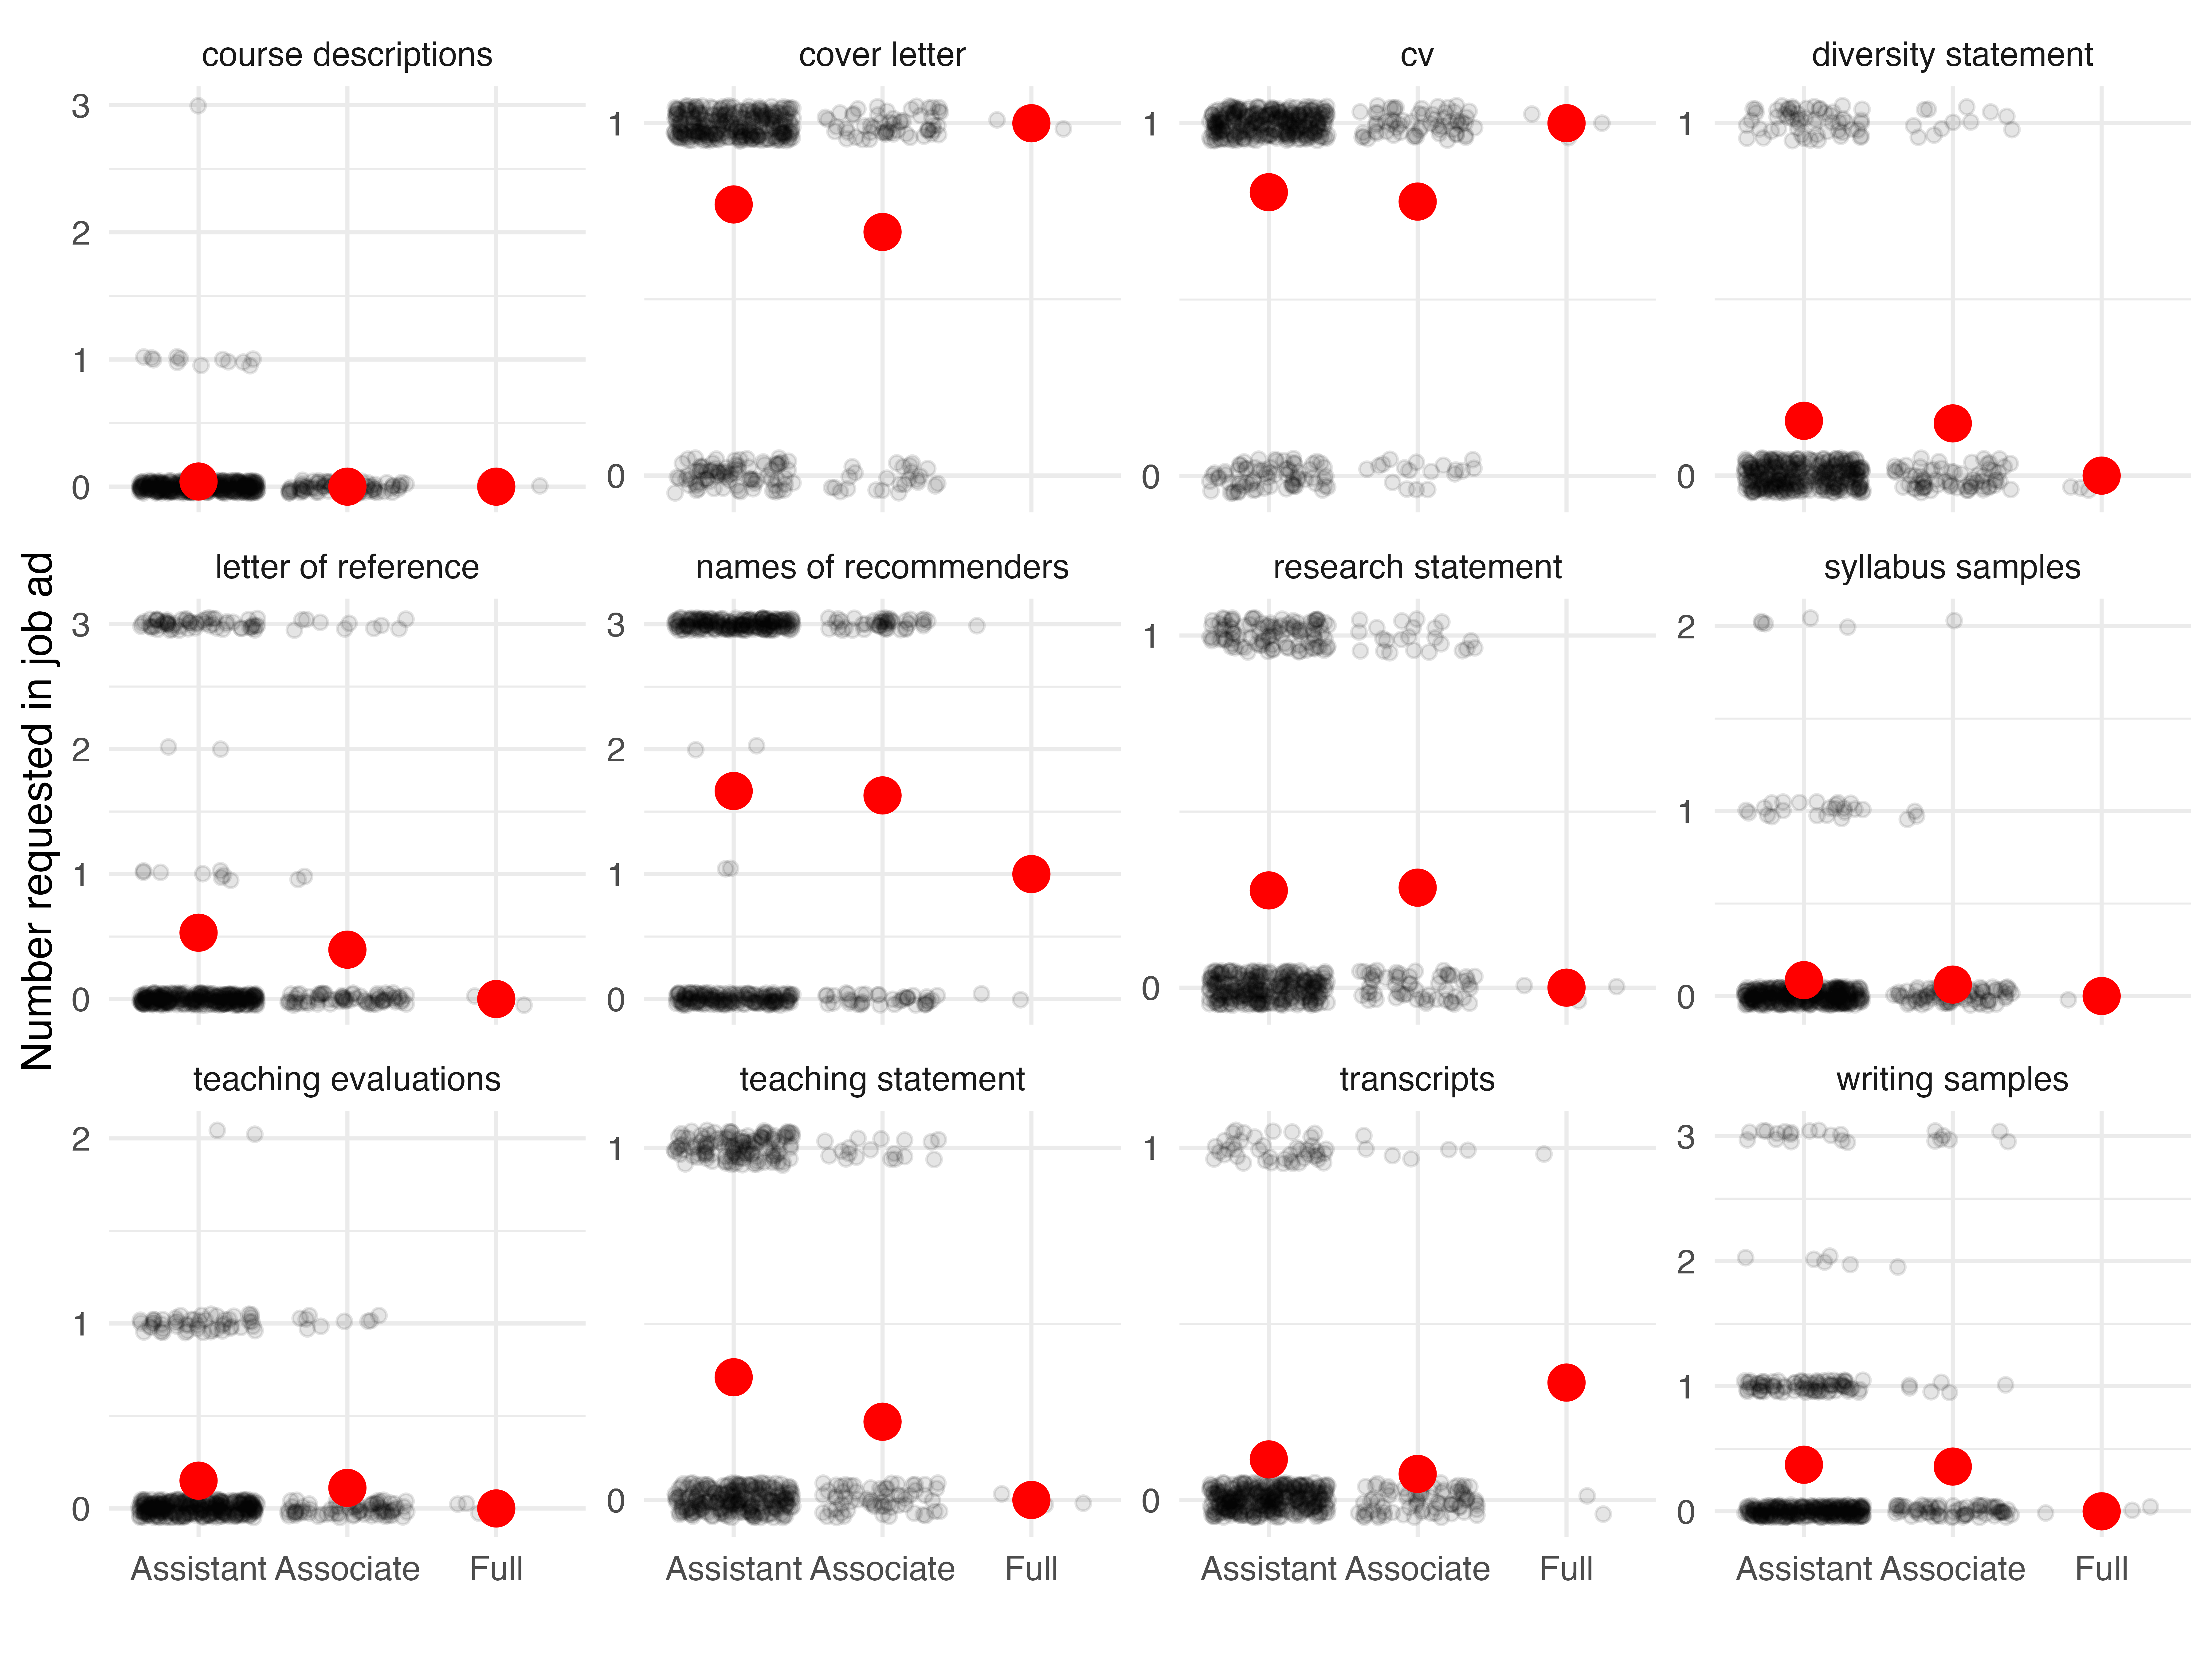 course descriptions
cover letter
cv
diversity statement
3
2
1
0
1
0
1
0
1
0
Number requested in job ad
letter of reference
names of recommenders
research statement
syllabus samples
3
2
1
0
3
2
1
0
1
0
2
1
0
teaching evaluations
teaching statement
transcripts
writing samples
2
1
0
1
0
1
0
3
2
1
0
Assistant Associate Full
Assistant Associate Full
Assistant Associate Full
Assistant Associate Full